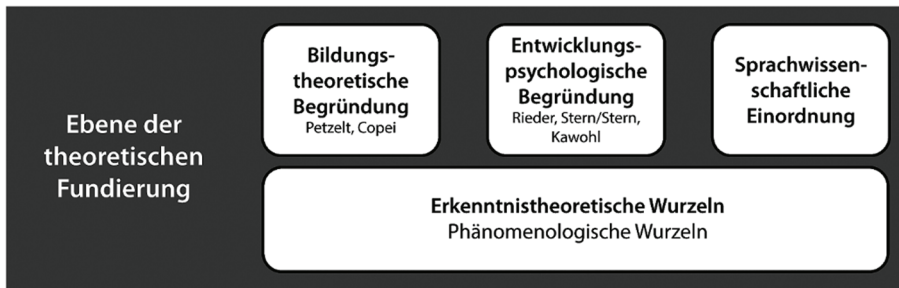 Ebene der
theoretischen
Fundierung
Bildungs-
theoretische
Begründung
Petzelt, Copei
Entwicklungs-
psychologische
Begründung
Rieder, Stern/Stern,
Kawohl
Sprachwissen-
schaftliche
Einordnung
Erkenntnistheoretische Wurzeln
Phänomenologische Wurzeln